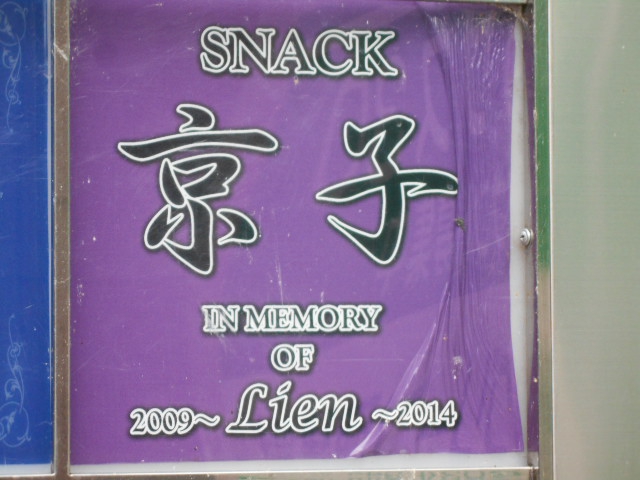 SNACK
京子
IN MEMORY
OF
2009~ Lien ~2014